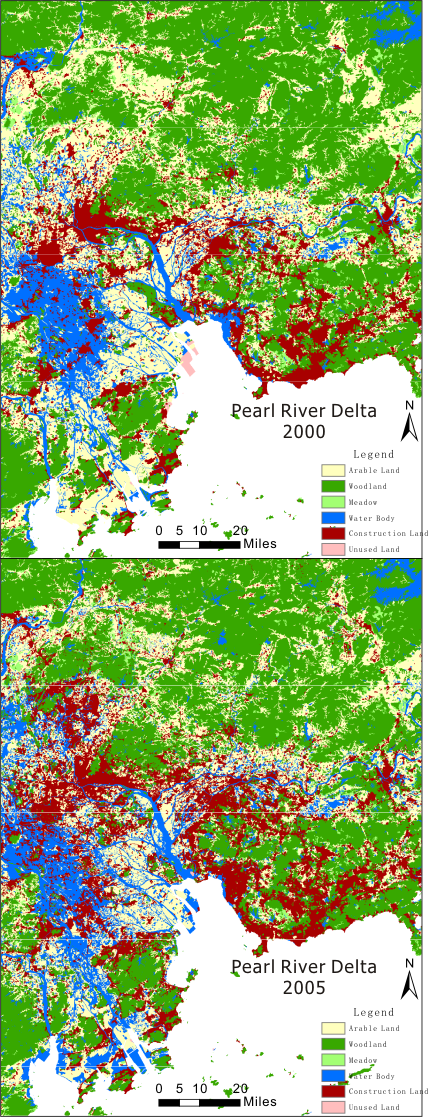 Pearl River Delta
2000
N
Legend
Arable Land
Woodland
Meadow
Water Body
Construction Land
Unused Land
0 5 10 20
Miles
Pearl River Delta
2005
N
Legend
Arable Land
Woodland
Meadow
Water Body
Construction Land
Unused Land
0 5 10 20
Miles